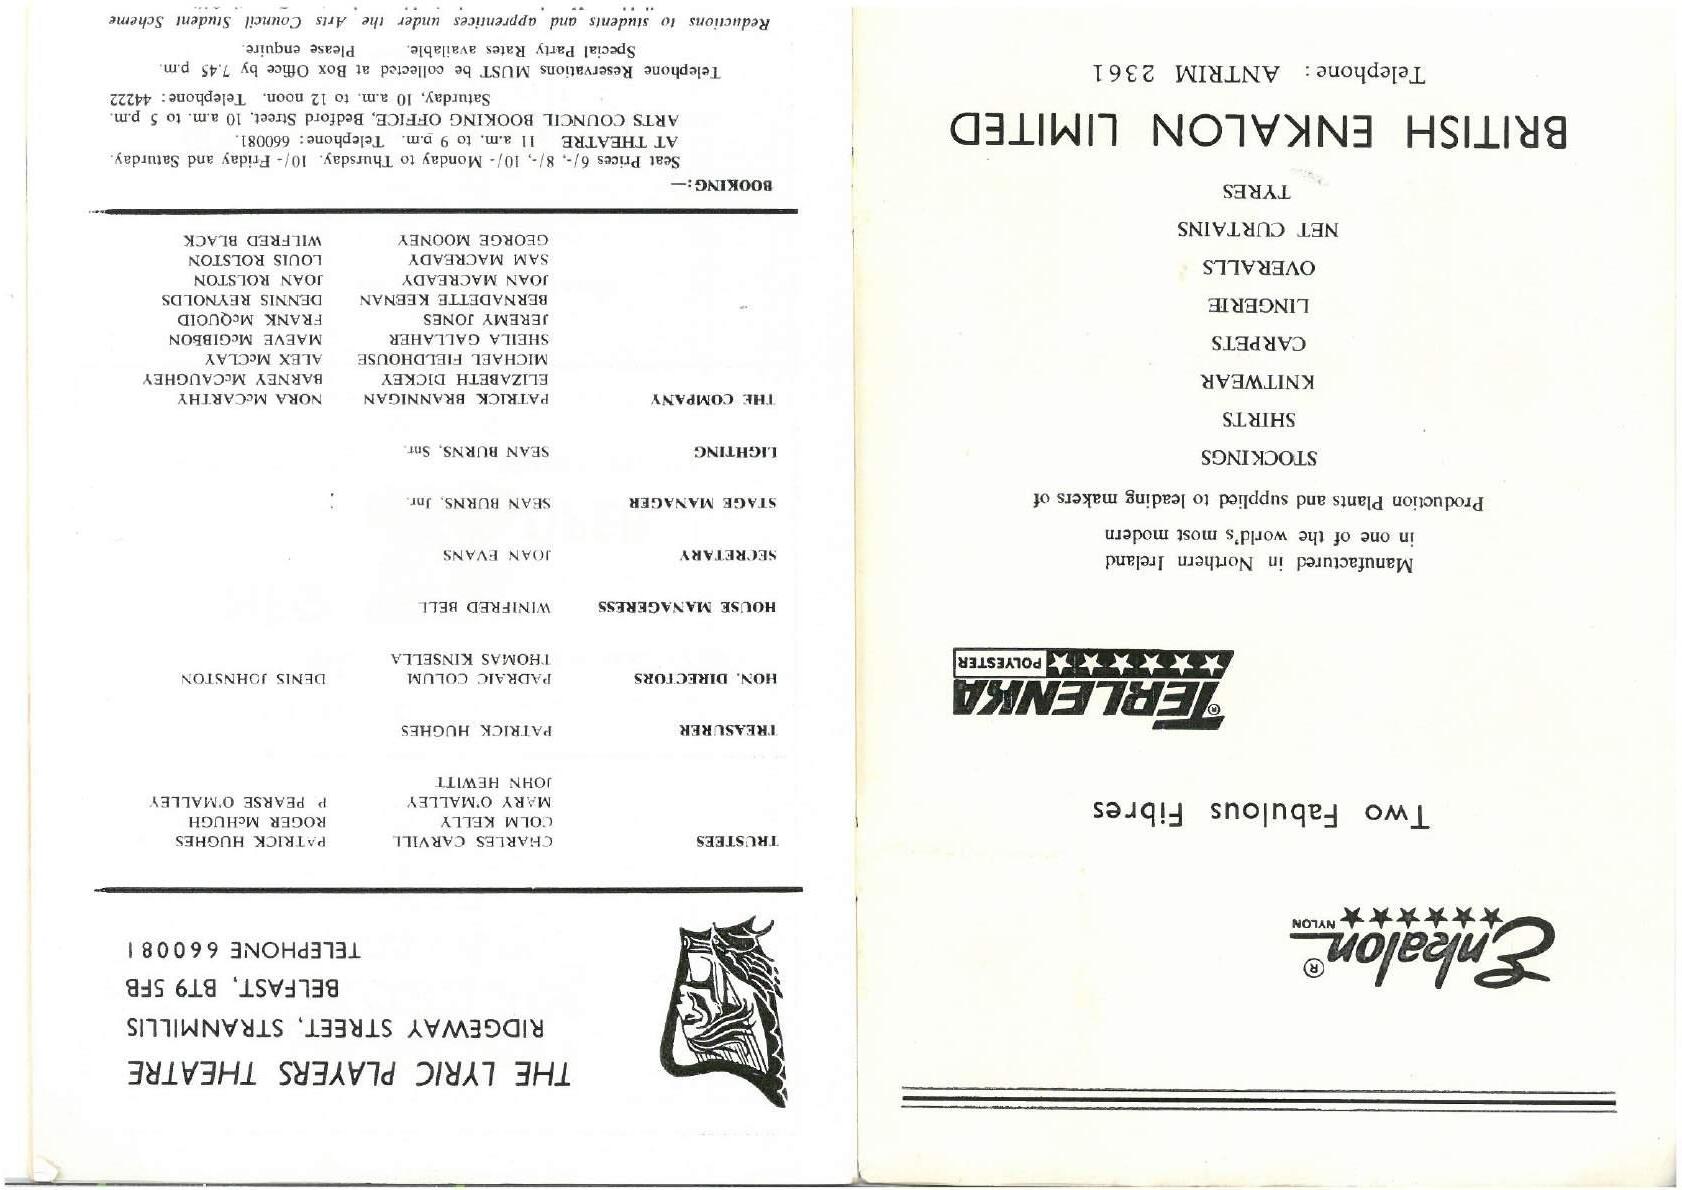 Enkalon ®
NYLON
Two Fabulous Fibres
TERLENKA ®
POLYESTER
Manufactured in Northern Ireland
in one of the world's most modern
Production Plants and supplied to leading makers of
STOCKINGS
SHIRTS
KNITWEAR
CARPETS
LINGERIE
OVERALLS
NET CURTAINS
TYRES
BRITISH ENKALON LIMITED
Telephone : ANTRIM 2361
THE LYRIC PLAYERS THEATRE
RIDGEWAY STREET, STRANMILLIS
BELFAST, BT9 5FB
TELEPHONE 660081
TRUSTEES CHARLES CARVILL PATRICK HUGHES
COLM KELLY ROGER McHUGH
MARY O'MALLEY P PEARSE O'MALLEY
JOHN HEWITT
TREASURER PATRICK HUGHES
HON. DIRECTORS PADRAIC COLUM DENIS JOHNSTON
THOMAS KINSELLA
HOUSE MANAGERESS WINIFRED BELL
SECRETARY JOAN EVANS
STAGE MANAGER SEAN BURNS, Jnr.
LIGHTING SEAN BURNS, Snr.
THE COMPANY PATRICK BRANNIGAN NORA McCARTHY
ELIZABETH DICKEY BARNEY McCAUGHEY
MICHAEL FIELDHOUSE ALEX McCLAY
SHEILA GALLAHER MAEVE McGIBBON
JEREMY JONES FRANK McQUOID
BERNADETTE KEENAN DENNIS REYNOLDS
JOAN MACREADY JOAN ROLSTON
SAM MACREADY LOUIS ROLSTON
GEORGE MOONEY WILFRED BLACK
BOOKING:—
Seat Prices 6/-, 8/-, 10/- Monday to Thursday. 10/- Friday and Saturday.
AT THEATRE 11 a.m. to 9 p.m. Telephone: 660081.
ARTS COUNCIL BOOKING OFFICE, Bedford Street, 10 a.m. to 5 p.m.
Saturday, 10 a.m. to 12 noon. Telephone: 44222
Telephone Reservations MUST be collected at Box Office by 7.45 p.m.
Special Party Rates available. Please enquire.
Reductions to students and apprentices under the Arts Council Student Scheme